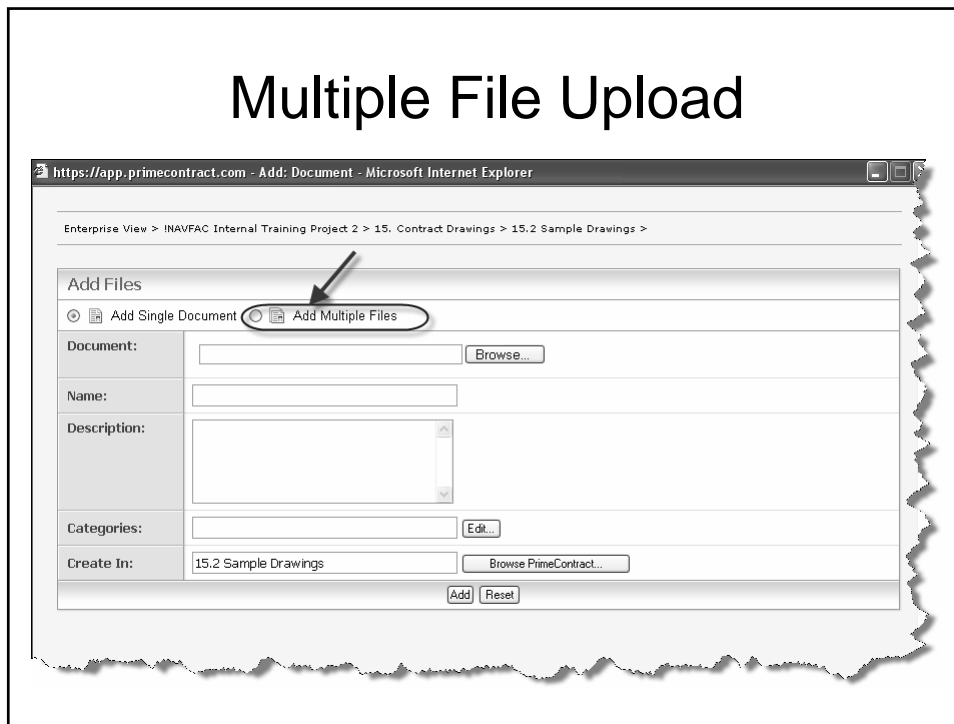 Multiple File Upload
https://app.primecontract.com - Add: Document - Microsoft Internet Explorer
Enterprise View > !NAVFAC Internal Training Project 2 > 15. Contract Drawings > 15.2 Sample Drawings >
Add Files
Add Single Document Add Multiple Files
Document: Browse...
Name:
Description:
Categories: Edit...
Create In: 15.2 Sample Drawings Browse PrimeContract...
Add Reset